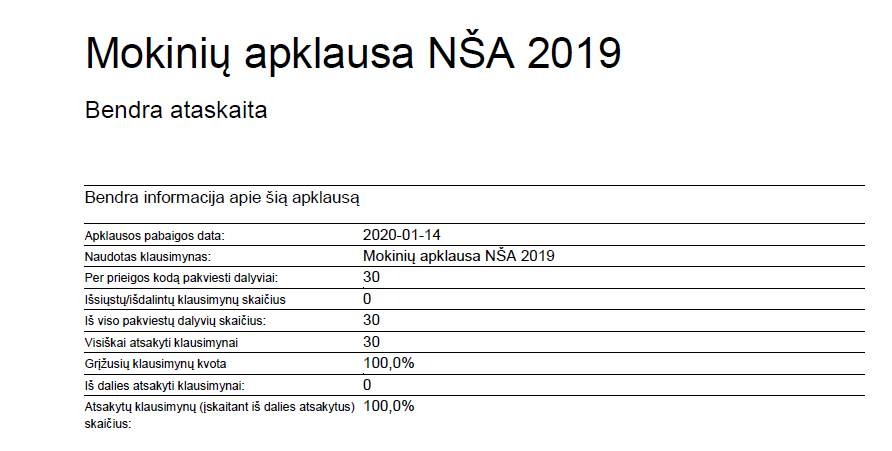 Mokinių apklausa NŠA 2019
Bendra ataskaita
Bendra informacija apie šią apklausą
Apklausos pabaigos data: 2020-01-14
Naudotas klausimynas: Mokinių apklausa NŠA 2019
Per prieigos kodą pakviesti dalyviai: 30
Išsiųstų/išdalintų klausimynų skaičius 0
Iš viso pakviestų dalyvių skaičius: 30
Visiškai atsakyti klausimynai 30
Grįžusių klausimynų kvota 100,0%
Iš dalies atsakyti klausimynai: 0
Atsakytų klausimynų (įskaitant iš dalies atsakytus) 100,0%
skaičius: